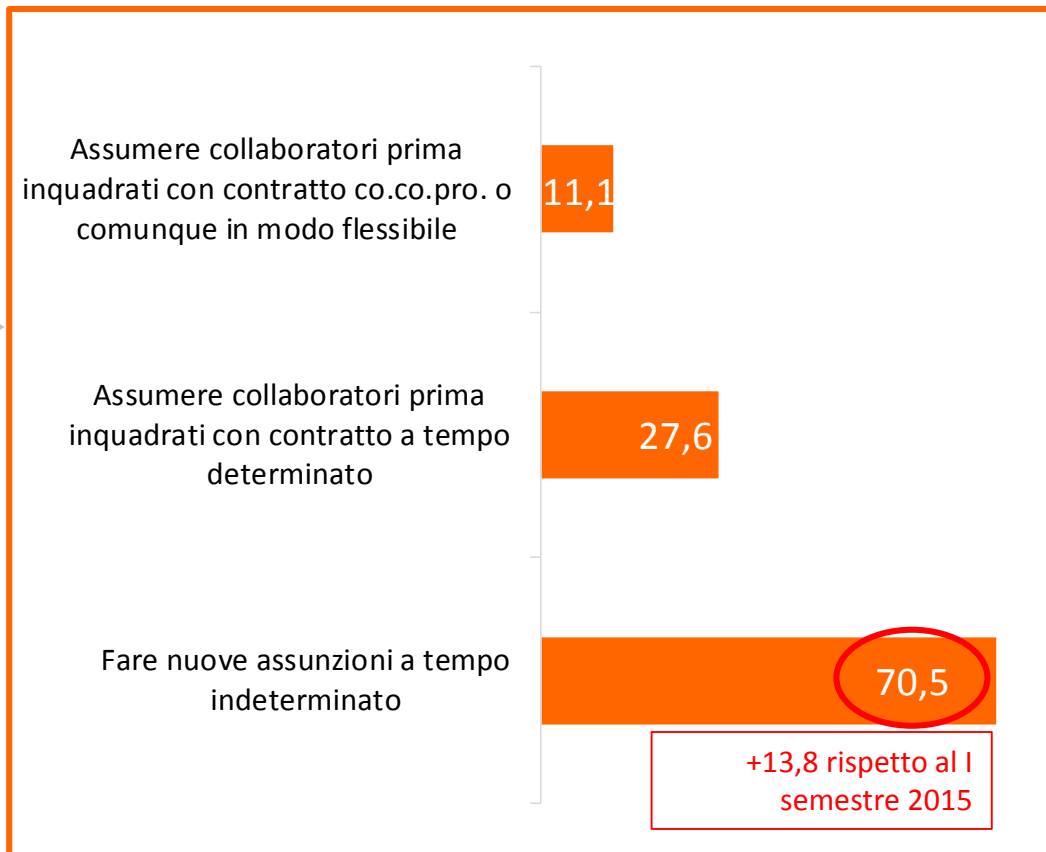 Assumere collaboratori prima
inquadrati con contratto co.co.pro. o
comunque in modo flessibile
11,1
Assumere collaboratori prima
inquadrati con contratto a tempo
determinato
27,6
Fare nuove assunzioni a tempo
indeterminato
70,5
+13,8 rispetto al I
semestre 2015